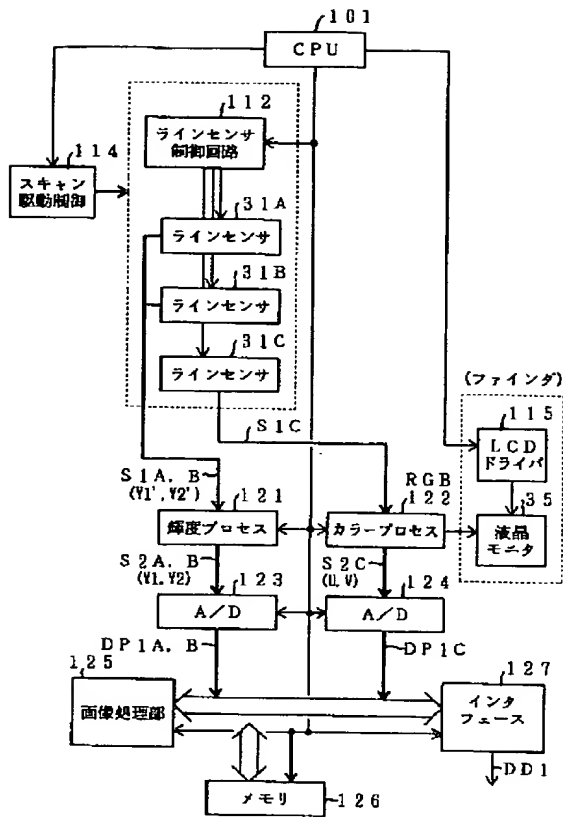 101
CPU
112
ラインセンサ
制御回路
114
スキャン
駆動制御
31A
ラインセンサ
31B
ラインセンサ
31C
ラインセンサ
(ファインダ)
115
LCD
ドライバ
35
液晶
モニタ
S1C
S1A, B
(Y1', Y2')
121
輝度プロセス
RGB
122
カラープロセス
S2A, B
(Y1, Y2)
123
A/D
S2C
(U, V)
124
A/D
DP1A, B
DP1C
125
画像処理部
127
インタ
フェース
DD1
メモリ
126